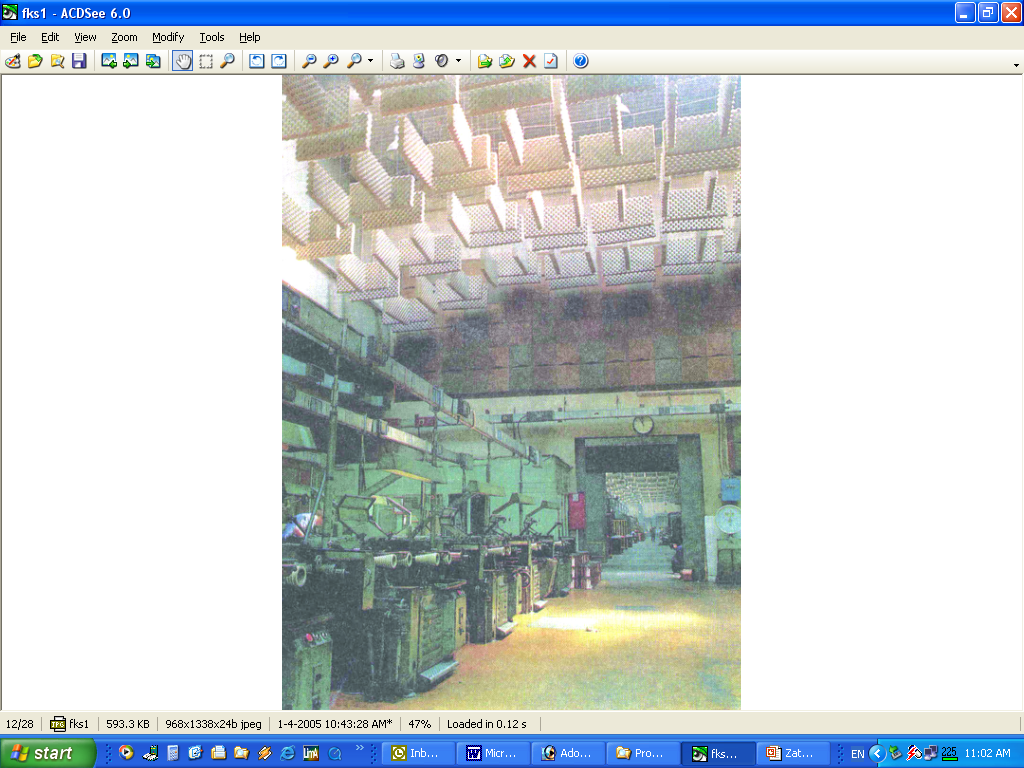 fks1 - ACDSee 6.0
File Edit View Zoom Modify Tools Help
12/28 fks1 593.3 KB 968x1338x24b jpeg 1-4-2005 10:43:28 AM* 47% Loaded in 0.12 s
start Inb... Micr... Ado... Pro... fks... Zat... EN 225 11:02 AM